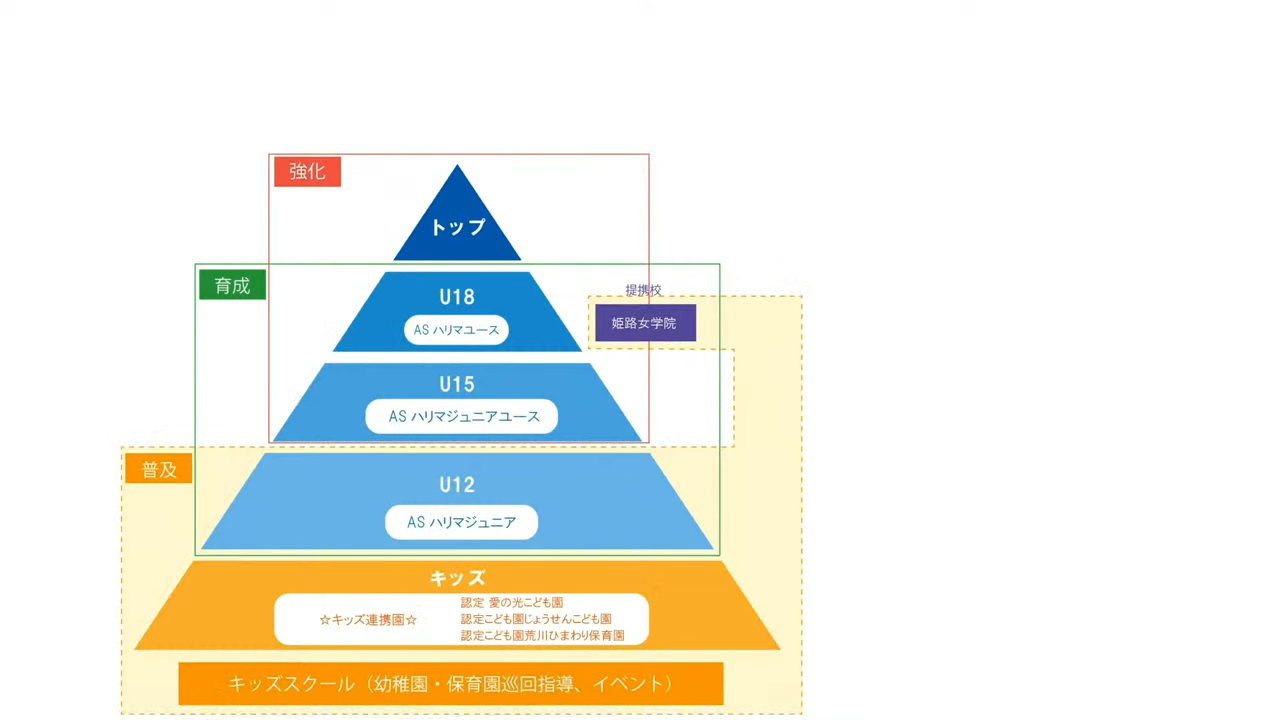 強化
トップ
育成
U18
AS ハリマユース
提携校
姫路女学院
U15
AS ハリマジュニアユース
普及
U12
AS ハリマジュニア
キッズ
☆キッズ連携園☆
認定 愛の光こども園
認定こども園じょうせんこども園
認定こども園荒川ひまわり保育園
キッズスクール（幼稚園・保育園巡回指導、イベント）